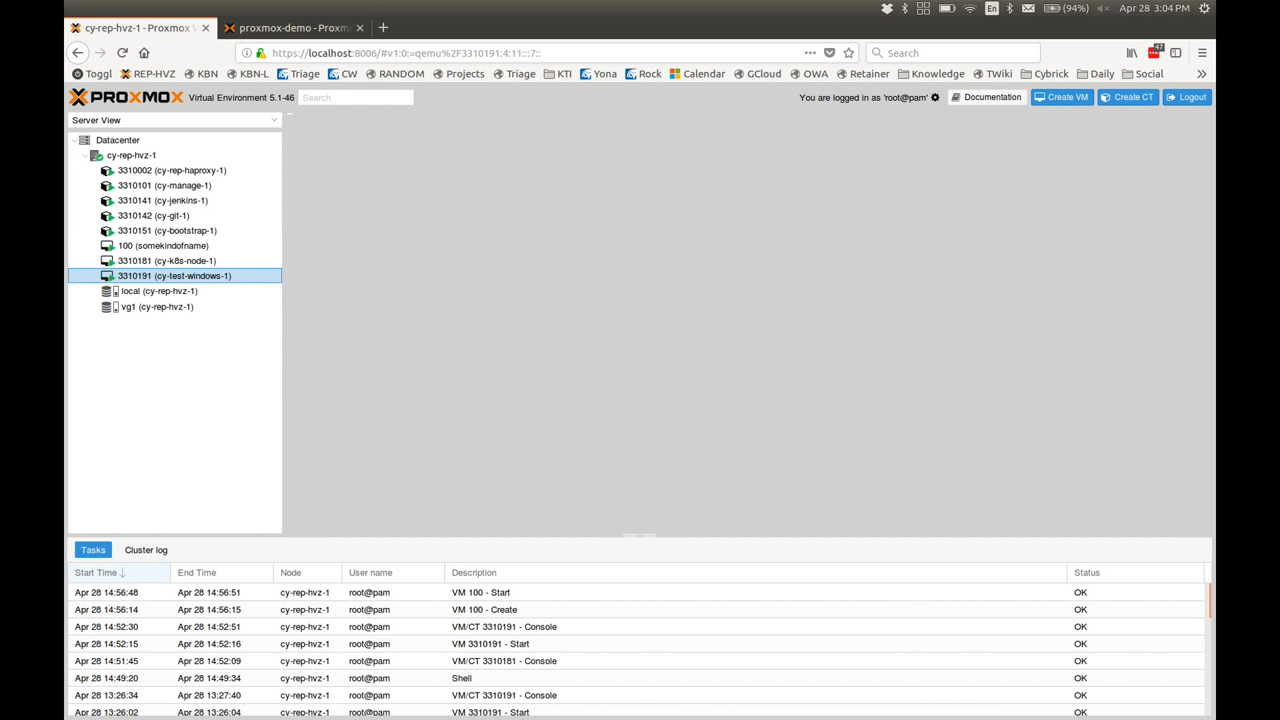 En (94%) Apr 28 3:04 PM
cy-rep-hvz-1 - Proxmox V × proxmox-demo - Proxm × +
https://localhost:8006/#v1:0:=qemu%2F3310191:4:11:::7:: Search 47
Toggl REP-HVZ KBN KBN-L Triage CW RANDOM Projects Triage KTI Yona Rock Calendar GCloud OWA Retainer Knowledge TWiki Cybrick Daily Social
PROXMOX Virtual Environment 5.1-46 Search You are logged in as 'root@pam' Documentation Create VM Create CT Logout
Server View
Datacenter
cy-rep-hvz-1
3310002 (cy-rep-haproxy-1)
3310101 (cy-manage-1)
3310141 (cy-jenkins-1)
3310142 (cy-git-1)
3310151 (cy-bootstrap-1)
100 (somekindofname)
3310181 (cy-k8s-node-1)
3310191 (cy-test-windows-1)
local (cy-rep-hvz-1)
vg1 (cy-rep-hvz-1)
Tasks Cluster log
Start Time End Time Node User name Description Status
Apr 28 14:56:48 Apr 28 14:56:51 cy-rep-hvz-1 root@pam VM 100 - Start OK
Apr 28 14:56:14 Apr 28 14:56:15 cy-rep-hvz-1 root@pam VM 100 - Create OK
Apr 28 14:52:30 Apr 28 14:52:51 cy-rep-hvz-1 root@pam VM/CT 3310191 - Console OK
Apr 28 14:52:15 Apr 28 14:52:16 cy-rep-hvz-1 root@pam VM 3310191 - Start OK
Apr 28 14:51:45 Apr 28 14:52:09 cy-rep-hvz-1 root@pam VM/CT 3310181 - Console OK
Apr 28 14:49:20 Apr 28 14:49:34 cy-rep-hvz-1 root@pam Shell OK
Apr 28 13:26:34 Apr 28 13:27:40 cy-rep-hvz-1 root@pam VM/CT 3310191 - Console OK
Apr 28 13:26:02 Apr 28 13:26:04 cy-rep-hvz-1 root@pam VM 3310191 - Start OK